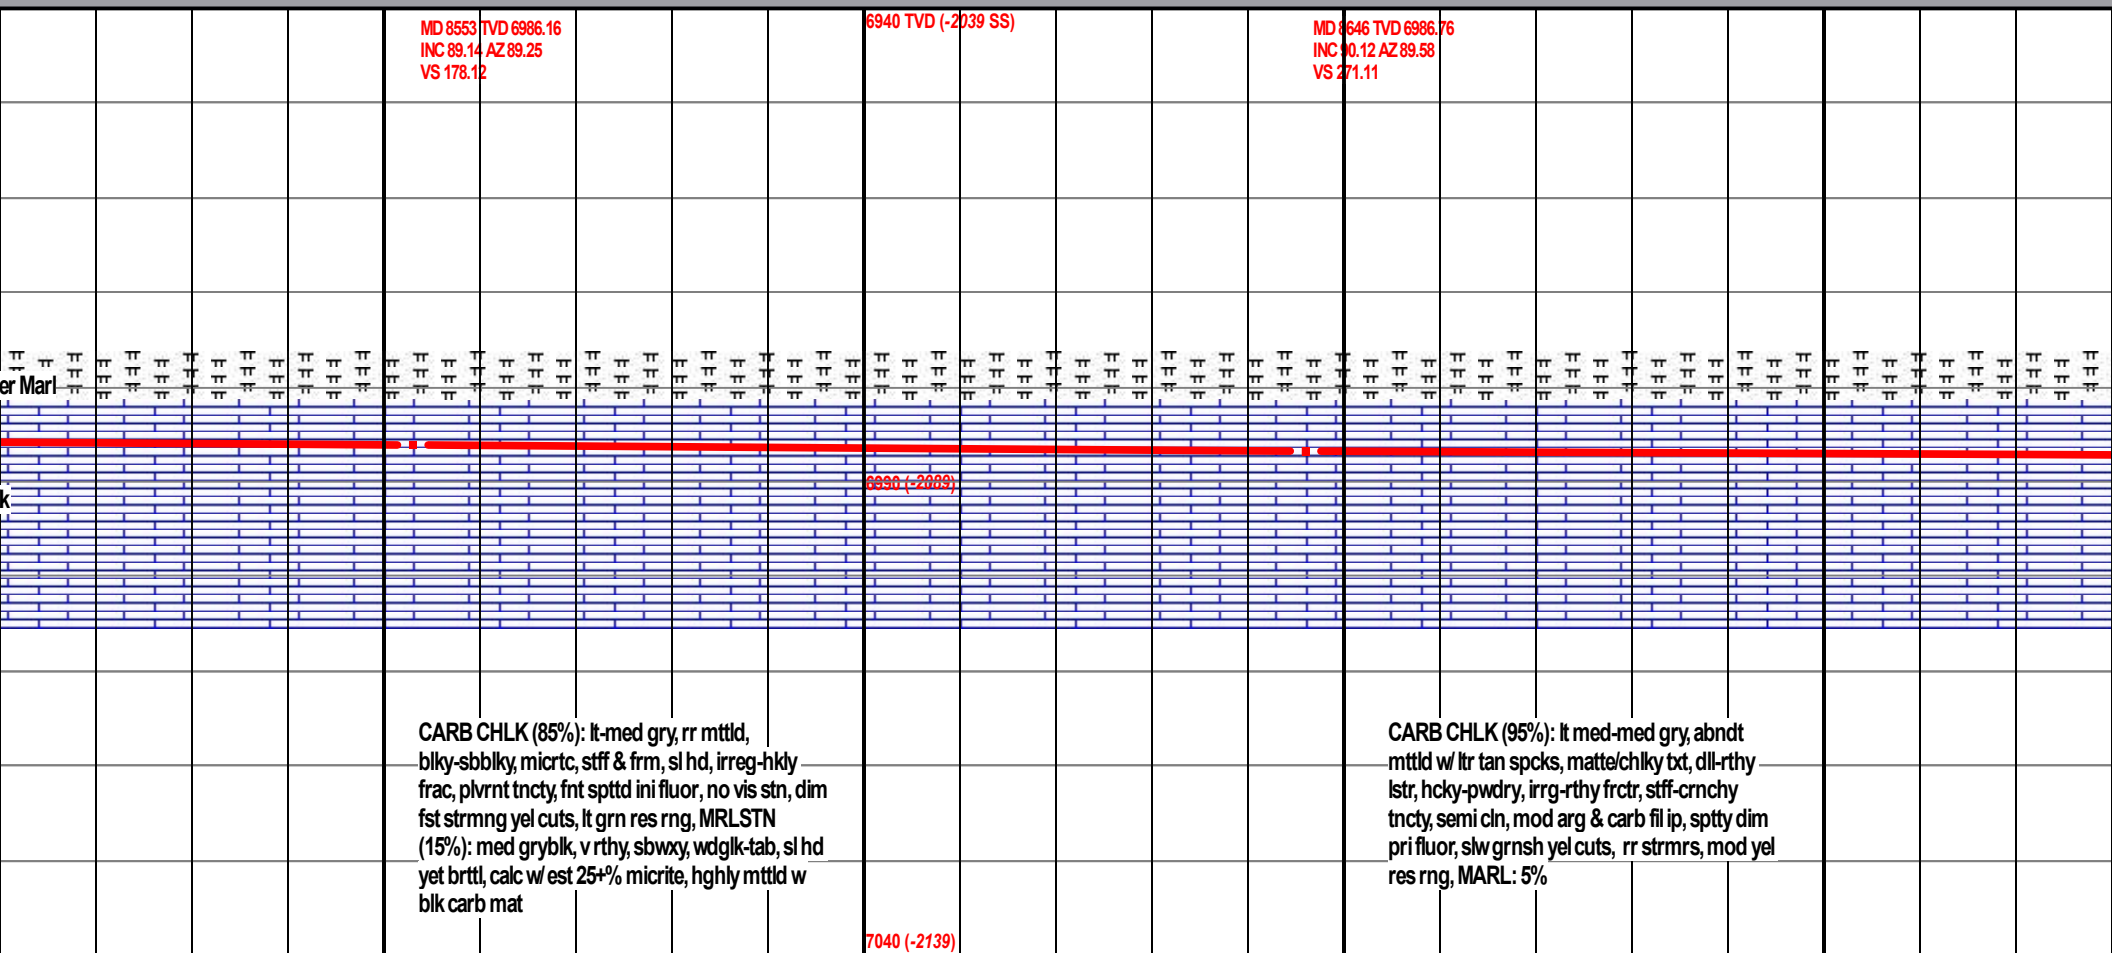 MD 8553 TVD 6986.16
INC 89.14 AZ 89.25
VS 178.12
6940 TVD (-2039 SS)
MD 8646 TVD 6986.76
INC 90.12 AZ 89.58
VS 271.11
er Marl
6990 (-2089)
k
CARB CHLK (85%): lt-med gry, rr mttld,
blky-sbblky, micrtc, stff & frm, sl hd, irreg-hkly
frac, plvrnt tncty, fnt spttd ini fluor, no vis stn, dim
fst strmng yel cuts, lt grn res rng, MRLSTN
(15%): med gryblk, v rthy, sbwxy, wdglk-tab, sl hd
yet brttl, calc w/ est 25+% micrite, hghly mttld w
blk carb mat
CARB CHLK (95%): lt med-med gry, abndt
mttld w/ ltr tan spcks, matte/chlky txt, dll-rthy
lstr, hcky-pwdry, irrg-rthy frctr, stff-crnchy
tncty, semi cln, mod arg & carb fil ip, sptty dim
pri fluor, slw grnsh yel cuts, rr strmrs, mod yel
res rng, MARL: 5%
7040 (-2139)